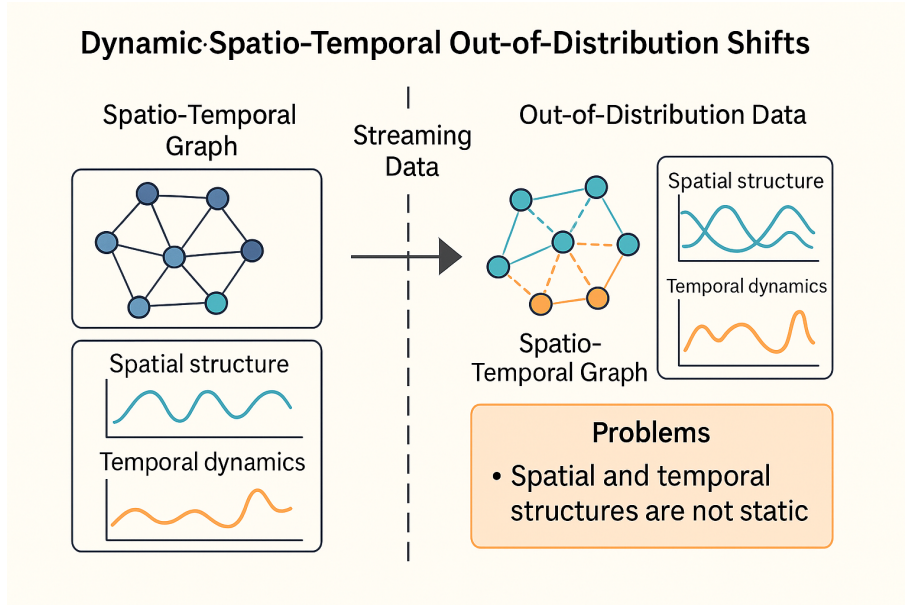 Dynamic·Spatio-Temporal Out-of-Distribution Shifts
Spatio-Temporal
Graph
Spatial structure
Temporal dynamics
Streaming
Data
Out-of-Distribution Data
Spatio-
Temporal Graph
Spatial structure
Temporal dynamics
Problems
• Spatial and temporal
structures are not static